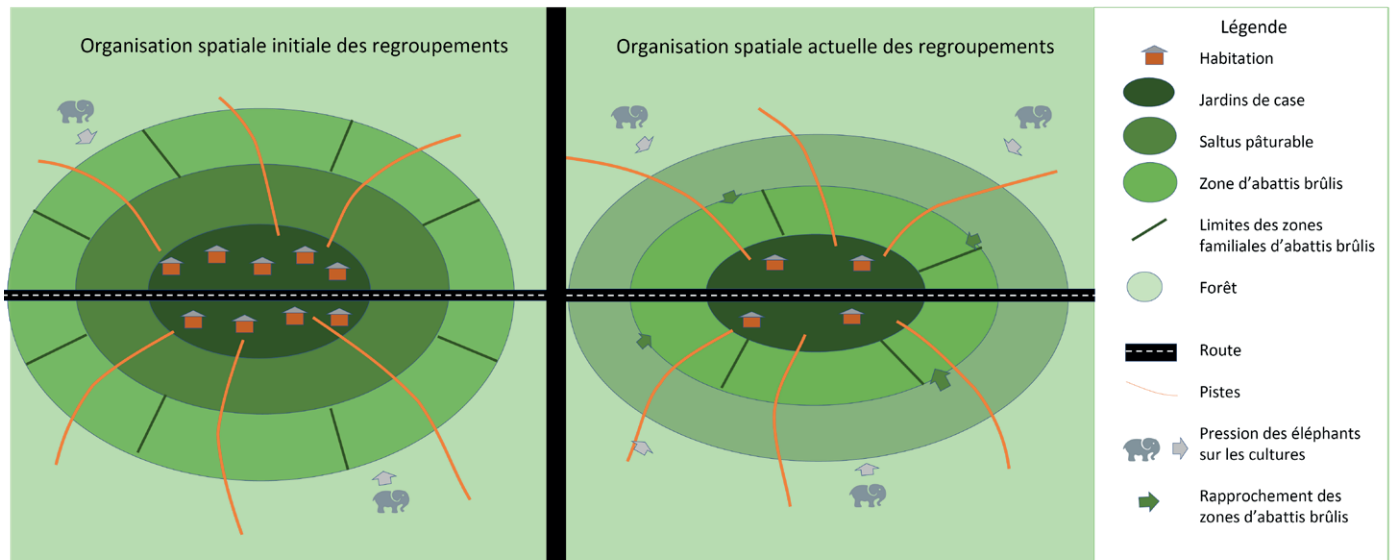 Organisation spatiale initiale des regroupements
Organisation spatiale actuelle des regroupements
Légende
Habitation
Jardins de case
Saltus pâturable
Zone d'abattis brûlis
Limites des zones
familiales d'abattis brûlis
Forêt
Route
Pistes
Pression des éléphants
sur les cultures
Rapprochement des
zones d'abattis brûlis